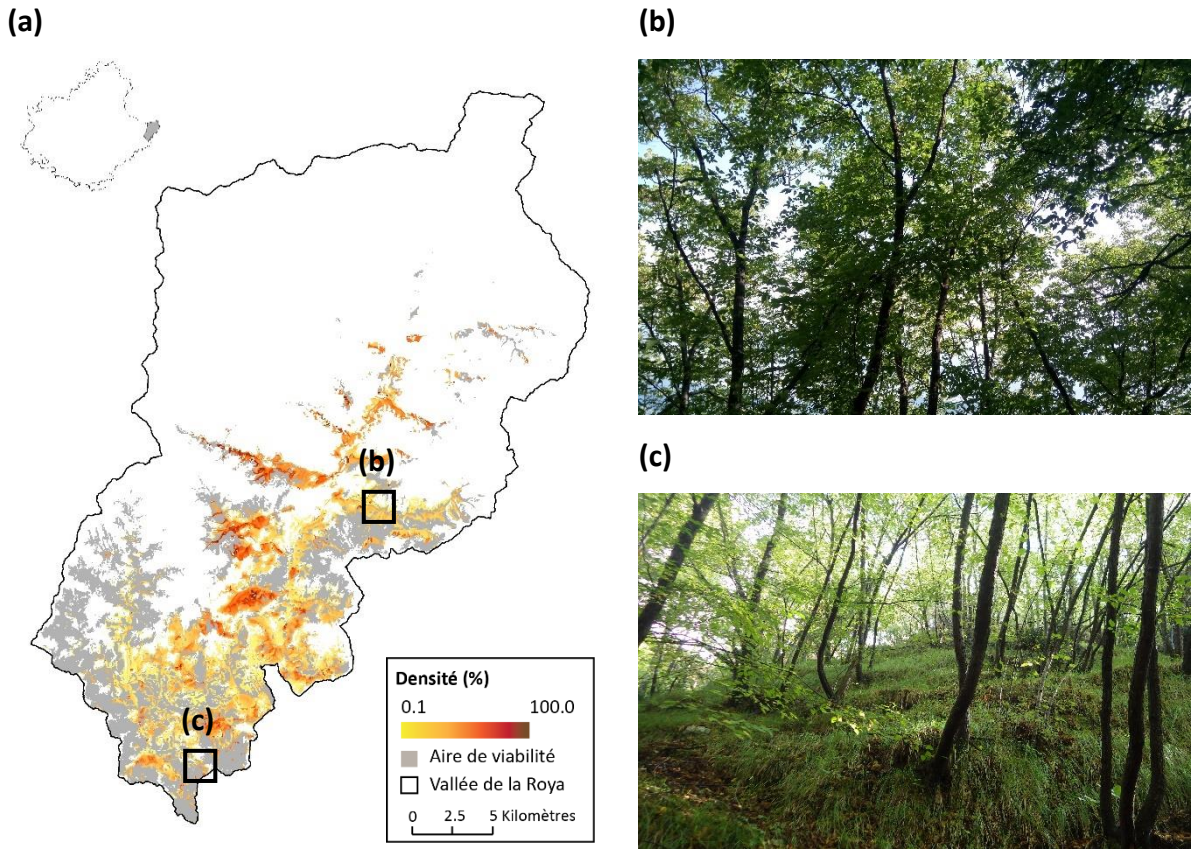 (a)
(b)
(b)
(c)
(c)
Densité (%)
0.1 100.0
Aire de viabilité
Vallée de la Roya
0 2.5 5 Kilomètres